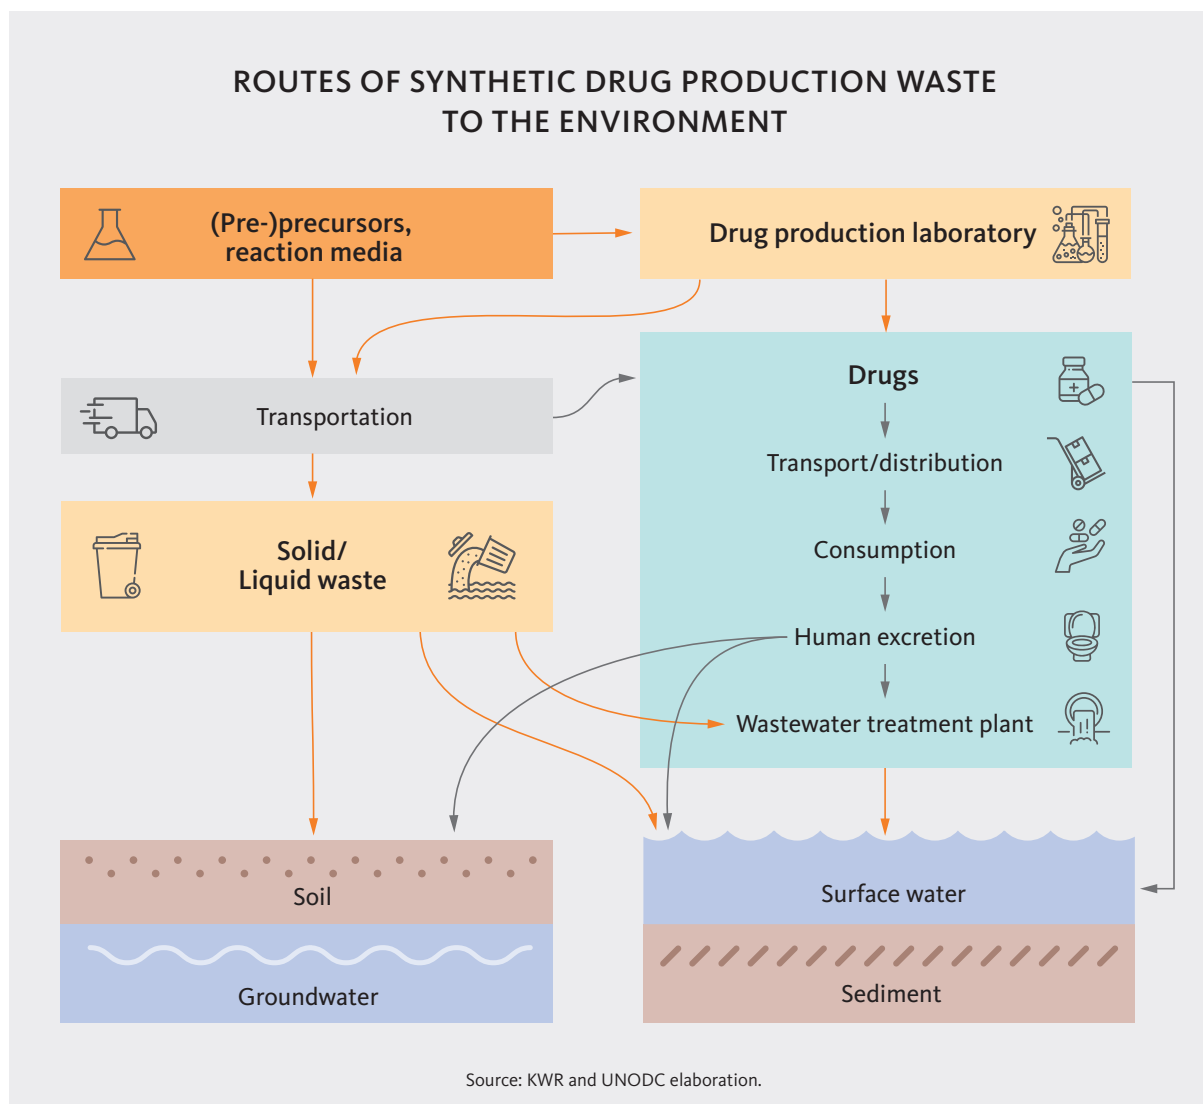 ROUTES OF SYNTHETIC DRUG PRODUCTION WASTE
TO THE ENVIRONMENT
(Pre-)precursors,
reaction media
Drug production laboratory
Transportation
Drugs
Transport/distribution
Consumption
Human excretion
Wastewater treatment plant
Solid/
Liquid waste
Soil
Groundwater
Surface water
Sediment
Source: KWR and UNODC elaboration.